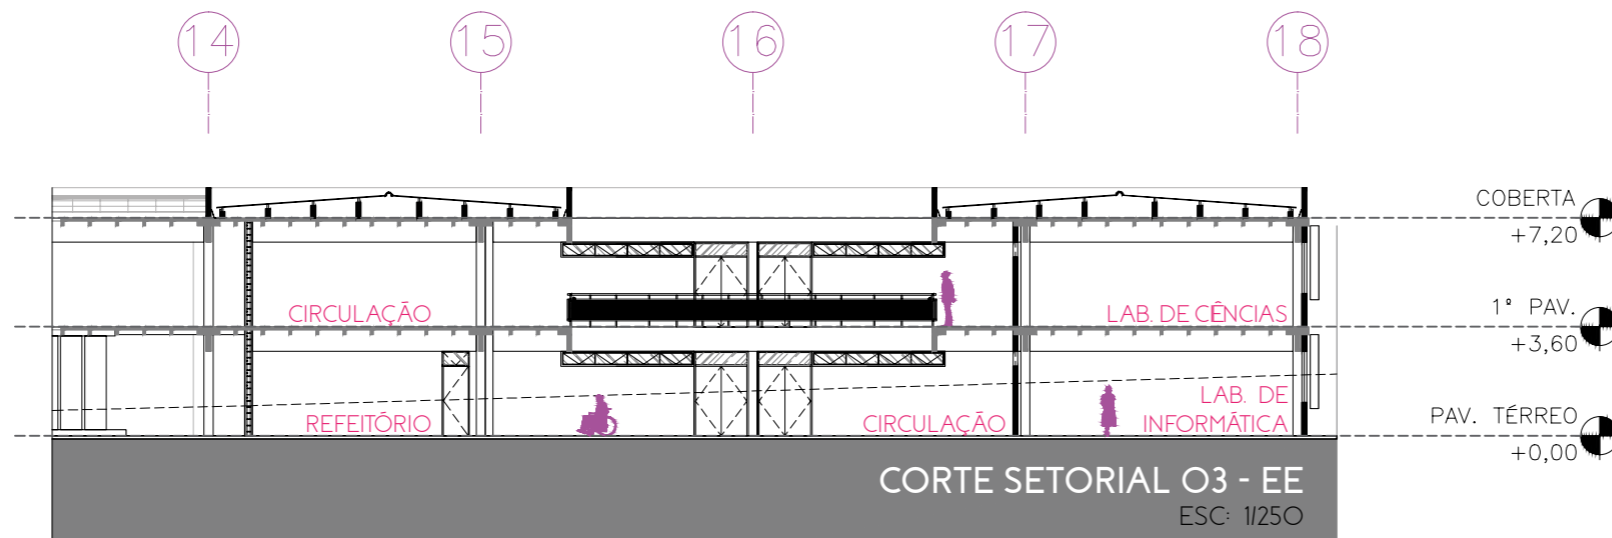 14 15 16 17 18
COBERTA
+7,20
CIRCULAÇÃO
LAB. DE CÊNCIAS
1° PAV.
+3,60
REFEITÓRIO
CIRCULAÇÃO
LAB. DE
INFORMÁTICA
PAV. TÉRREO
+0,00
CORTE SETORIAL 03 - EE
ESC: 1/250